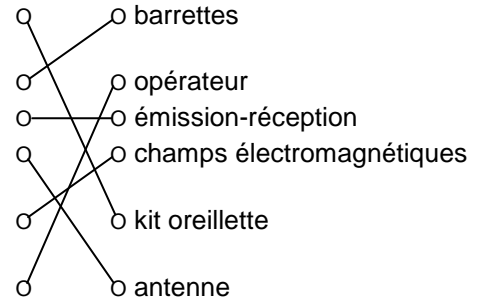 barrettes
opérateur
émission-réception
champs électromagnétiques
kit oreillette
antenne